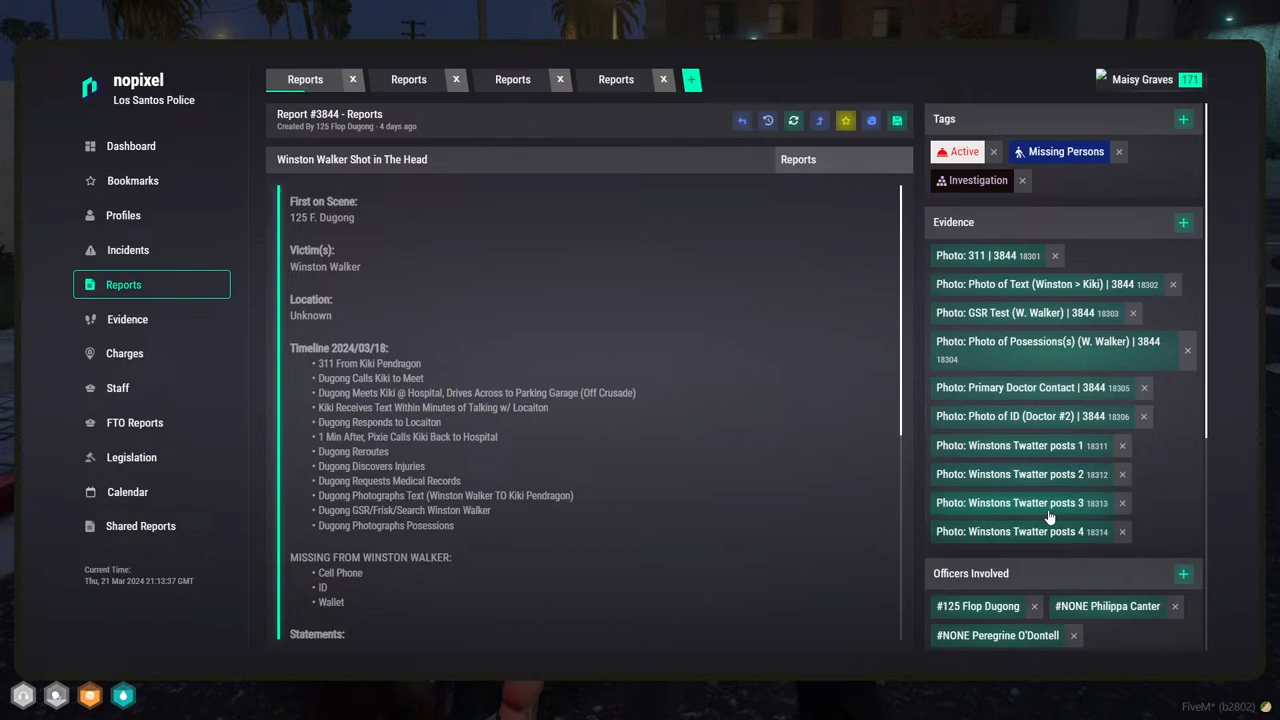 nopixel
Los Santos Police
Dashboard
Bookmarks
Profiles
Incidents
Reports
Evidence
Charges
Staff
FTO Reports
Legislation
Calendar
Shared Reports
Current Time:
Thu, 21 Mar 2024 21:13:37 GMT
Reports x Reports x Reports x Reports x +
Report #3844 - Reports
Created By 125 Flop Dugong · 4 days ago
Winston Walker Shot in The Head
Reports
First on Scene:
125 F. Dugong
Victim(s):
Winston Walker
Location:
Unknown
Timeline 2024/03/18:
• 311 From Kiki Pendragon
• Dugong Calls Kiki to Meet
• Dugong Meets Kiki @ Hospital, Drives Across to Parking Garage (Off Crusade)
• Kiki Receives Text Within Minutes of Talking w/ Locaiton
• Dugong Responds to Locaiton
• 1 Min After, Pixie Calls Kiki Back to Hospital
• Dugong Reroutes
• Dugong Discovers Injuries
• Dugong Requests Medical Records
• Dugong Photographs Text (Winston Walker TO Kiki Pendragon)
• Dugong GSR/Frisk/Search Winston Walker
• Dugong Photographs Posessions
MISSING FROM WINSTON WALKER:
• Cell Phone
• ID
• Wallet
Statements:
Maisy Graves 171
Tags +
Active × Missing Persons ×
Investigation ×
Evidence +
Photo: 311 | 3844 18301 ×
Photo: Photo of Text (Winston > Kiki) | 3844 18302 ×
Photo: GSR Test (W. Walker) | 3844 18303 ×
Photo: Photo of Posessions(s) (W. Walker) | 3844
18304 ×
Photo: Primary Doctor Contact | 3844 18305 ×
Photo: Photo of ID (Doctor #2) | 3844 18306 ×
Photo: Winstons Twatter posts 1 18311 ×
Photo: Winstons Twatter posts 2 18312 ×
Photo: Winstons Twatter posts 3 18313 ×
Photo: Winstons Twatter posts 4 18314 ×
Officers Involved +
#125 Flop Dugong × #NONE Philippa Canter ×
#NONE Peregrine O'Dontell ×
FiveM* (b2802)